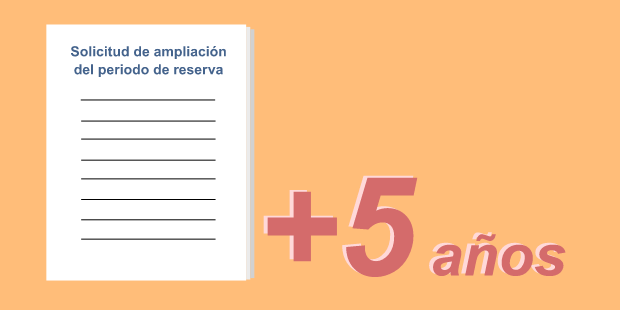 Solicitud de ampliación
del periodo de reserva
+5 años